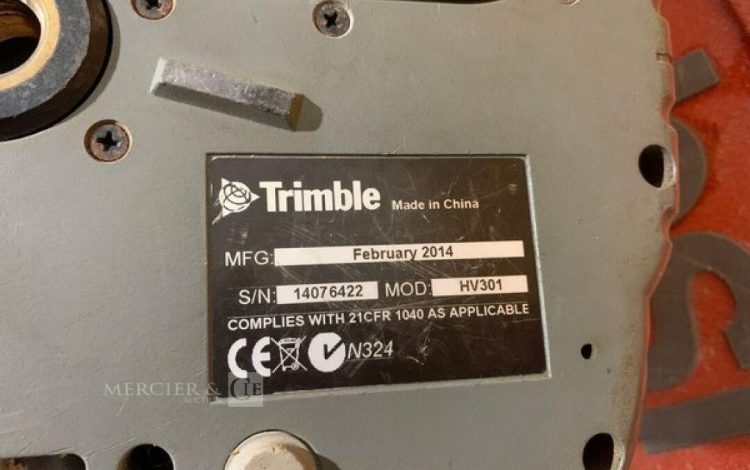 Trimble Made in China
MFG: February 2014
S/N: 14076422 MOD: HV301
COMPLIES WITH 21CFR 1040 AS APPLICABLE
CE N324
MERCIER & CIE